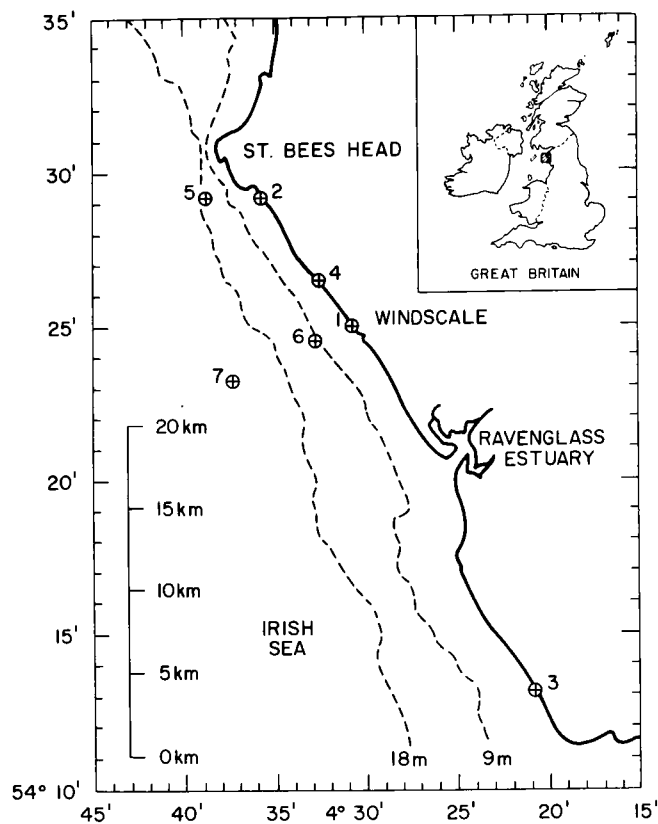 35'
ST. BEES HEAD
30'
5
2
GREAT BRITAIN
4
25'
1
WINDSCALE
6
7
20 km
RAVENGLASS
ESTUARY
20'
15 km
10 km
IRISH
SEA
15'
5 km
3
0 km
18m
9m
54° 10'
45'
40'
35'
4° 30'
25'
20'
15'